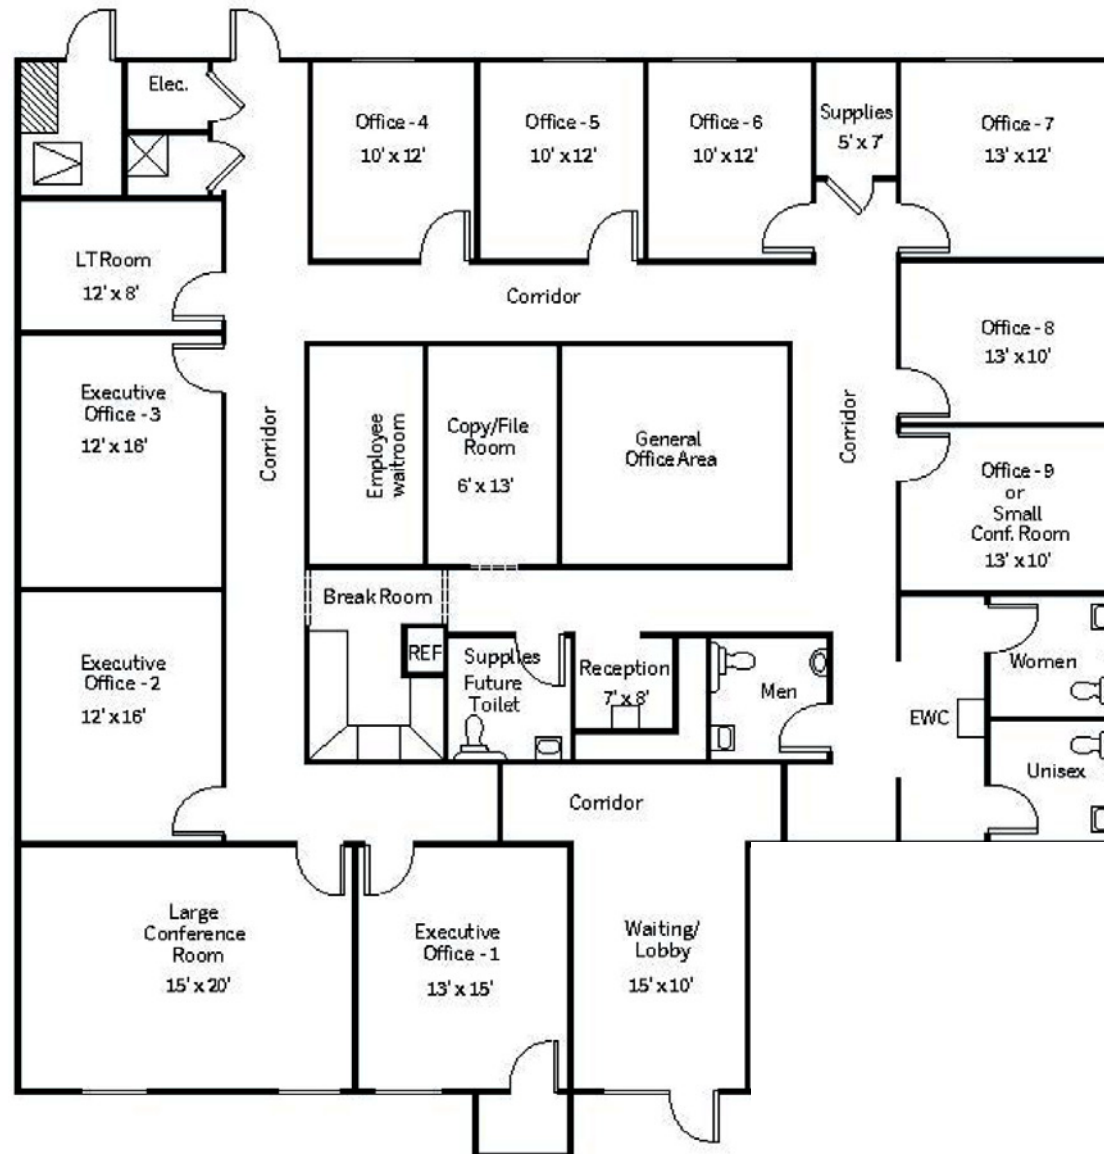 Elec.
Office - 4
10' x 12'
Office - 5
10' x 12'
Office - 6
10' x 12'
Supplies
5' x 7'
Office - 7
13' x 12'
LT Room
12' x 8'
Corridor
Office - 8
13' x 10'
Executive
Office - 3
12' x 16'
Corridor
Employee
waitroom
Copy/File
Room
6' x 13'
General
Office Area
Corridor
Office - 9
or
Small
Conf. Room
13' x 10'
Break Room
REF
Supplies
Future
Toilet
Reception
7' x 8'
Men
Women
EWC
Unisex
Executive
Office - 2
12' x 16'
Corridor
Large
Conference
Room
15' x 20'
Executive
Office - 1
13' x 15'
Waiting/
Lobby
15' x 10'